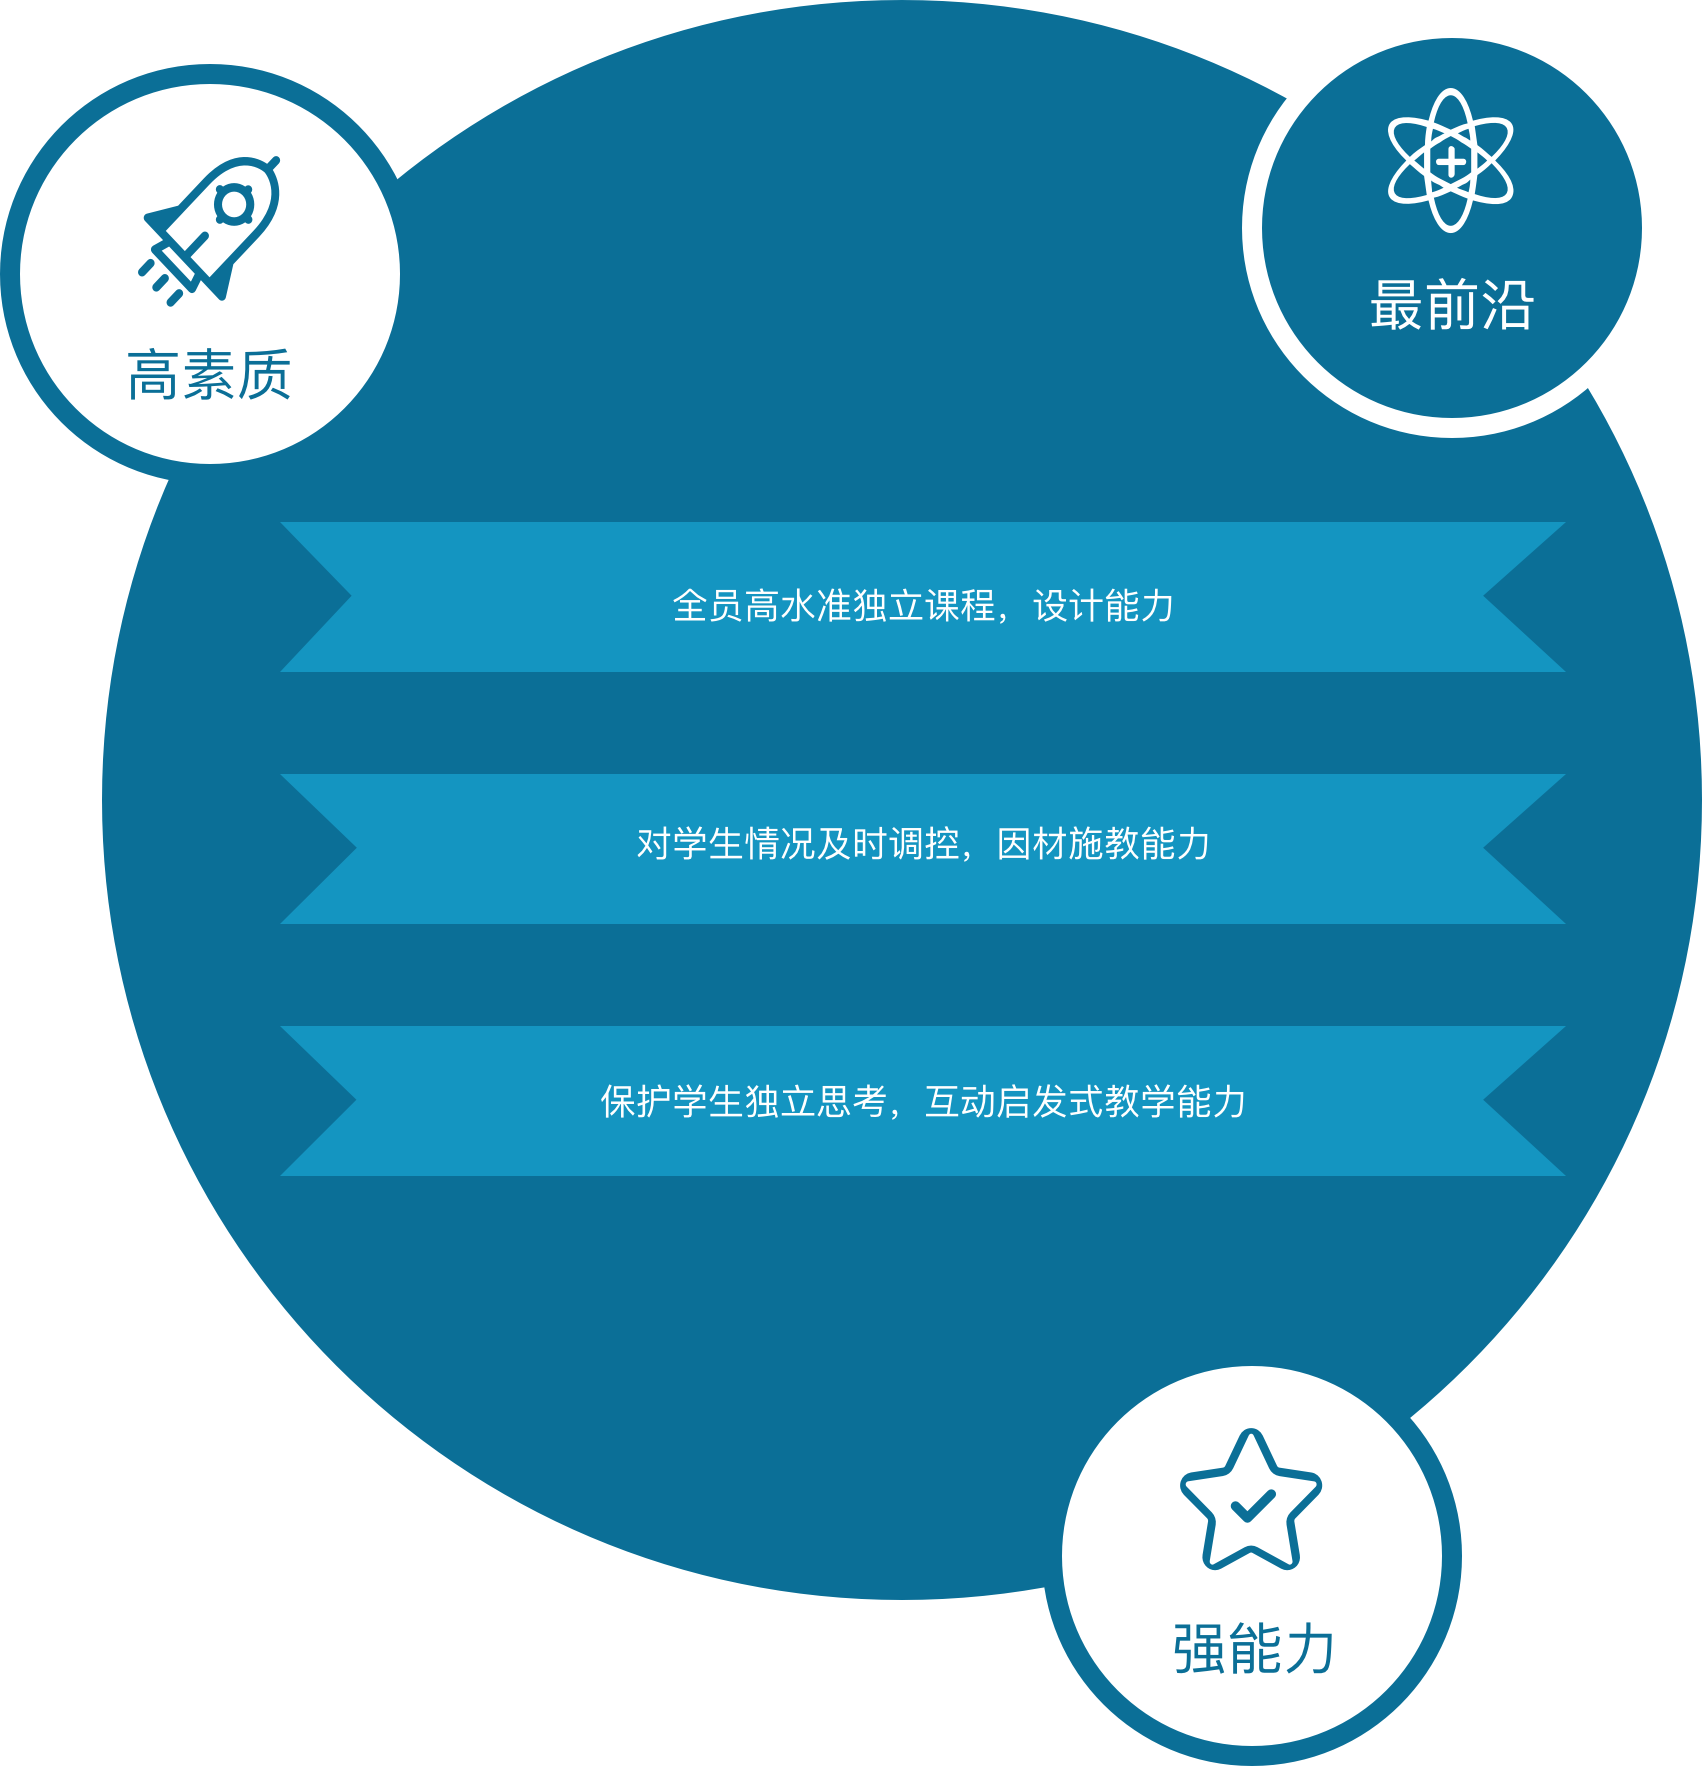 高素质
最前沿
全员高水准独立课程，设计能力
对学生情况及时调控，因材施教能力
保护学生独立思考，互动启发式教学能力
强能力